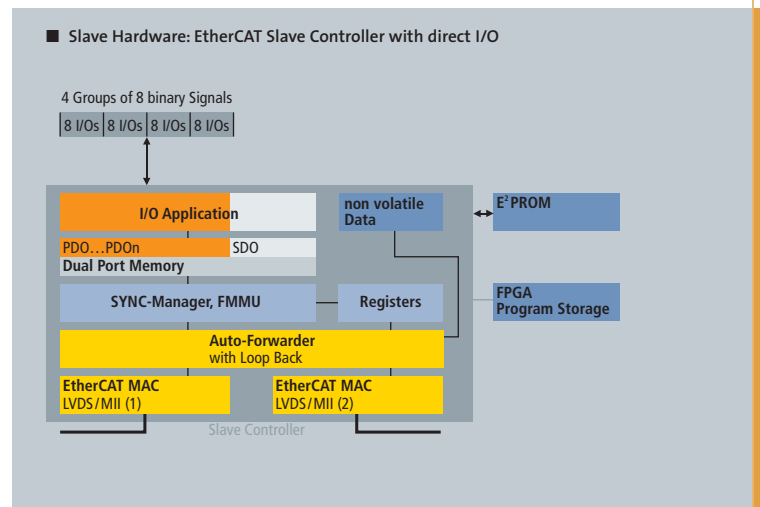 ■ Slave Hardware: EtherCAT Slave Controller with direct I/O
4 Groups of 8 binary Signals
8 I/Os 8 I/Os 8 I/Os 8 I/Os
I/O Application
non volatile
Data
E²PROM
PDO...PDOn
SDO
Dual Port Memory
SYNC-Manager, FMMU
Registers
FPGA
Program Storage
Auto-Forwarder
with Loop Back
EtherCAT MAC
LVDS/MII (1)
EtherCAT MAC
LVDS/MII (2)
Slave Controller